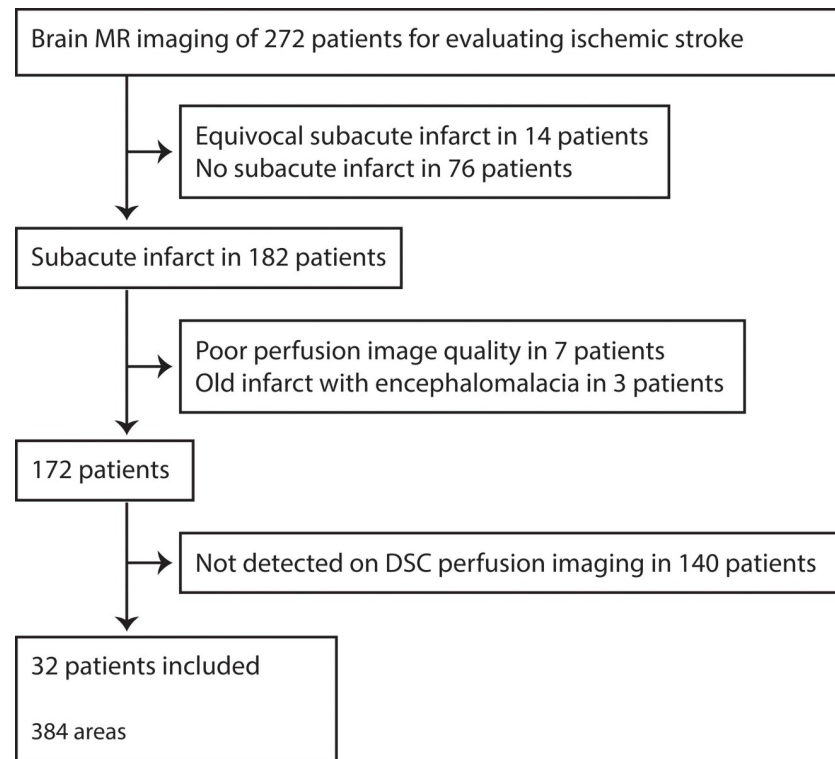 Brain MR imaging of 272 patients for evaluating ischemic stroke
Equivocal subacute infarct in 14 patients
No subacute infarct in 76 patients
Subacute infarct in 182 patients
Poor perfusion image quality in 7 patients
Old infarct with encephalomalacia in 3 patients
172 patients
Not detected on DSC perfusion imaging in 140 patients
32 patients included
384 areas